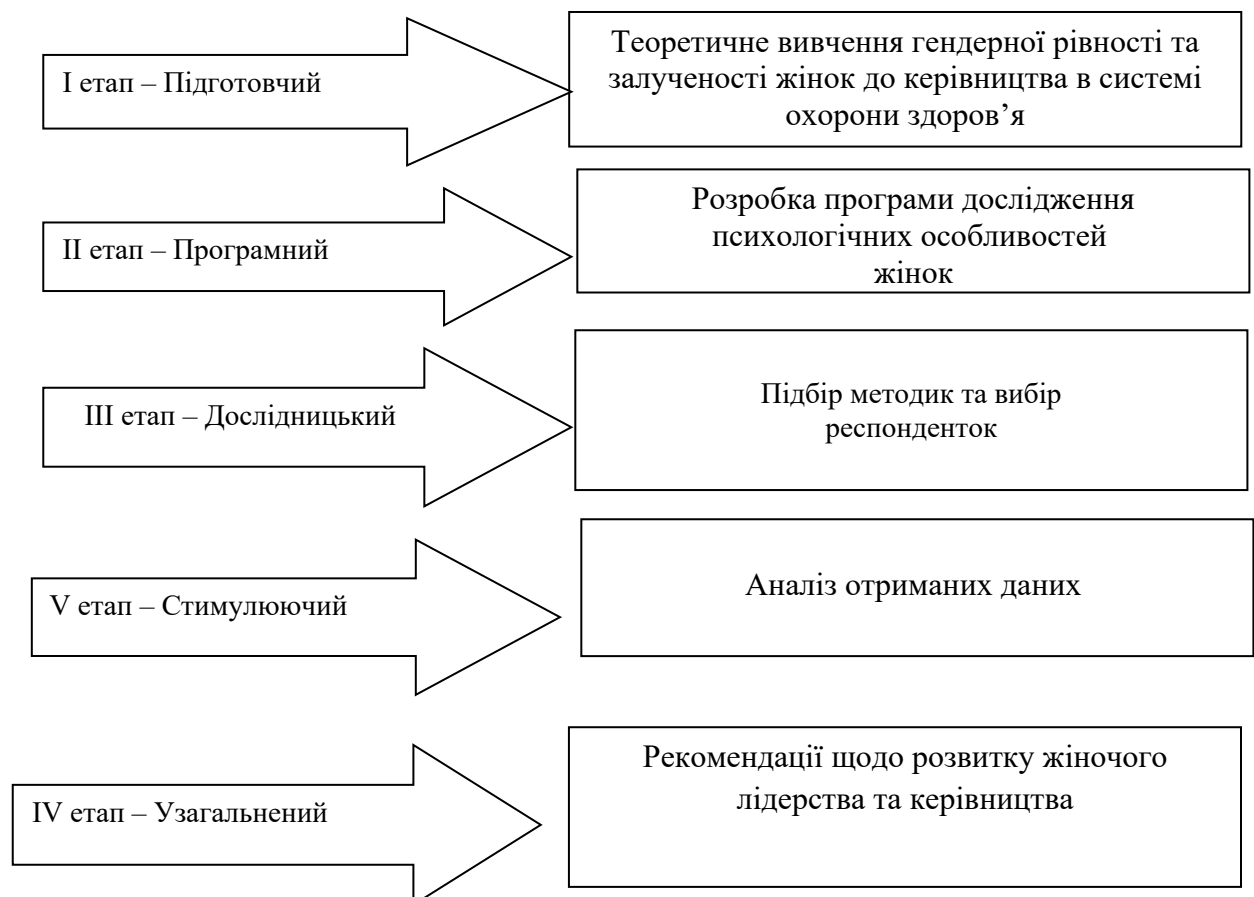 І етап – Підготовчий
Теоретичне вивчення гендерної рівності та
залученості жінок до керівництва в системі
охорони здоров’я
ІІ етап – Програмний
Розробка програми дослідження
психологічних особливостей
жінок
ІІІ етап – Дослідницький
Підбір методик та вибір
респонденток
V етап – Стимулюючий
Аналіз отриманих даних
IV етап – Узагальнений
Рекомендації щодо розвитку жіночого
лідерства та керівництва